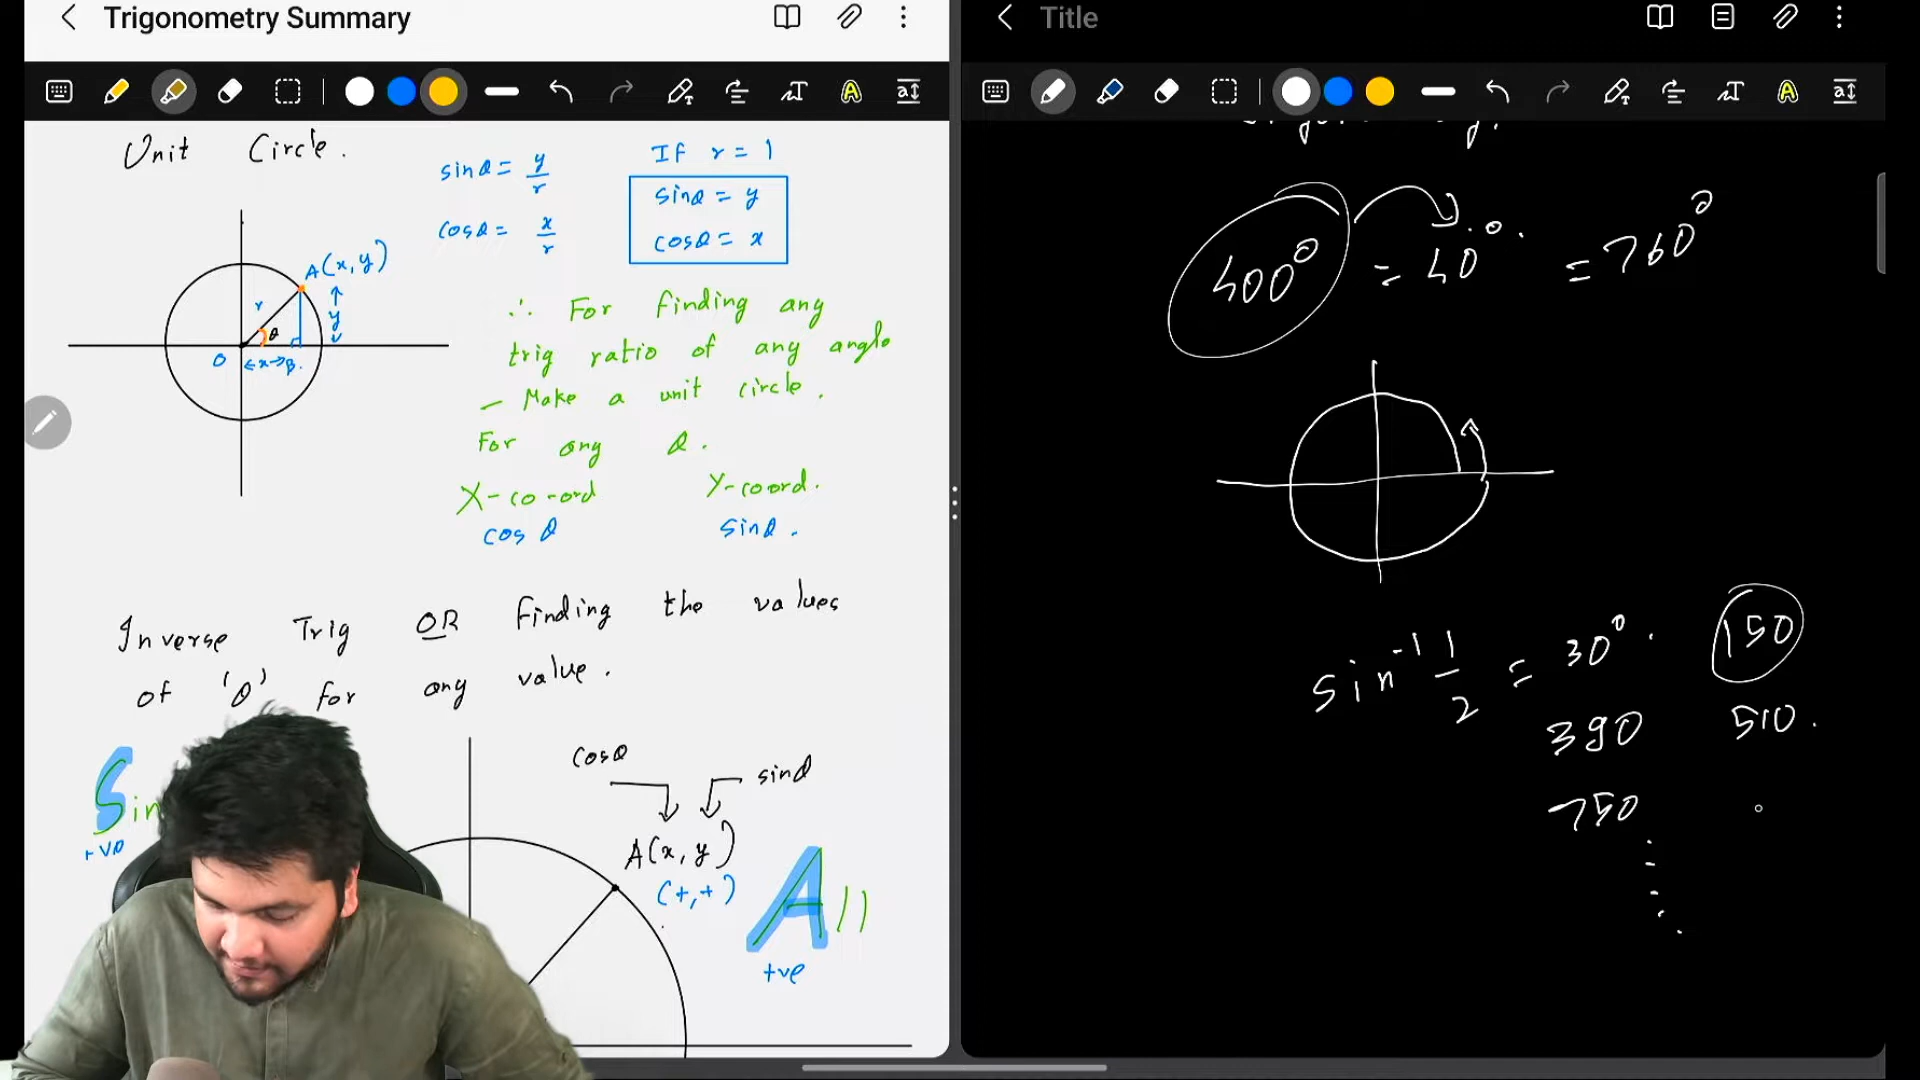 Trigonometry Summary
Unit Circle.
sinθ = y/r
cosθ = x/r
If r = 1
sinθ = y
cosθ = x
A(x, y)
r
θ
y
O
x
B.
∴ For finding any
trig ratio of any angle
– Make a unit circle.
For any θ.
X-co-ord Y-coord.
cosθ sinθ.
Inverse Trig OR finding the values
of 'θ' for any value.
Sin
+ve
cosθ
sinθ
A(x, y)
(+,+)
All
+ve
Title
400° = 40°. = 760°
sin⁻¹ 1/2 = 30°. 150
390 510.
750